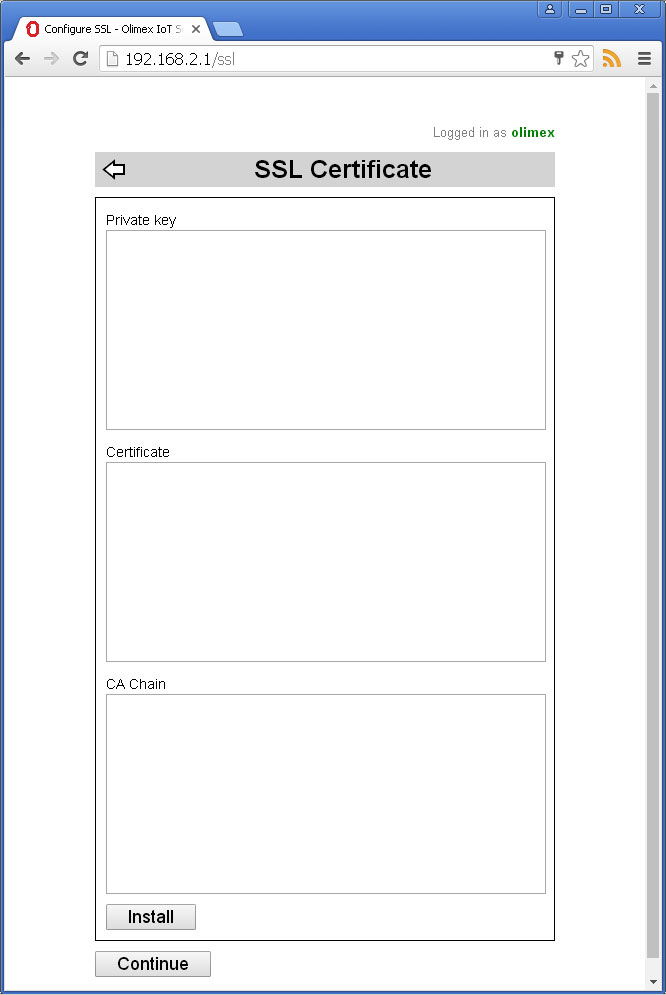 Configure SSL - Olimex IoT S
192.168.2.1/ssl
Logged in as olimex
SSL Certificate
Private key
Certificate
CA Chain
Install
Continue